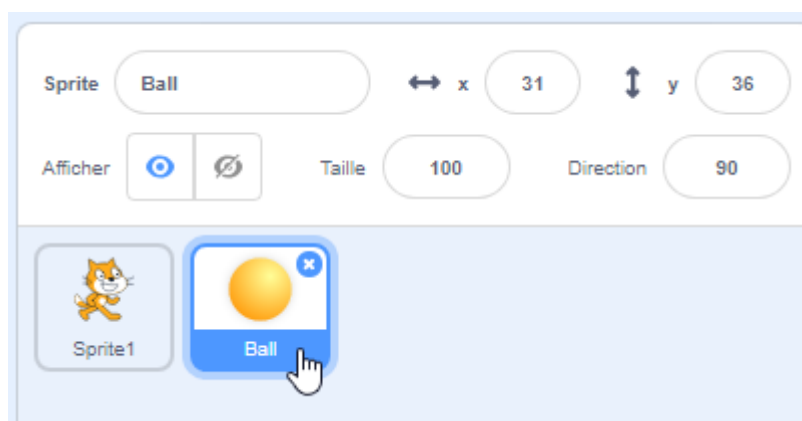 Sprite Ball x 31 y 36
Afficher Taille 100 Direction 90
Sprite1 Ball